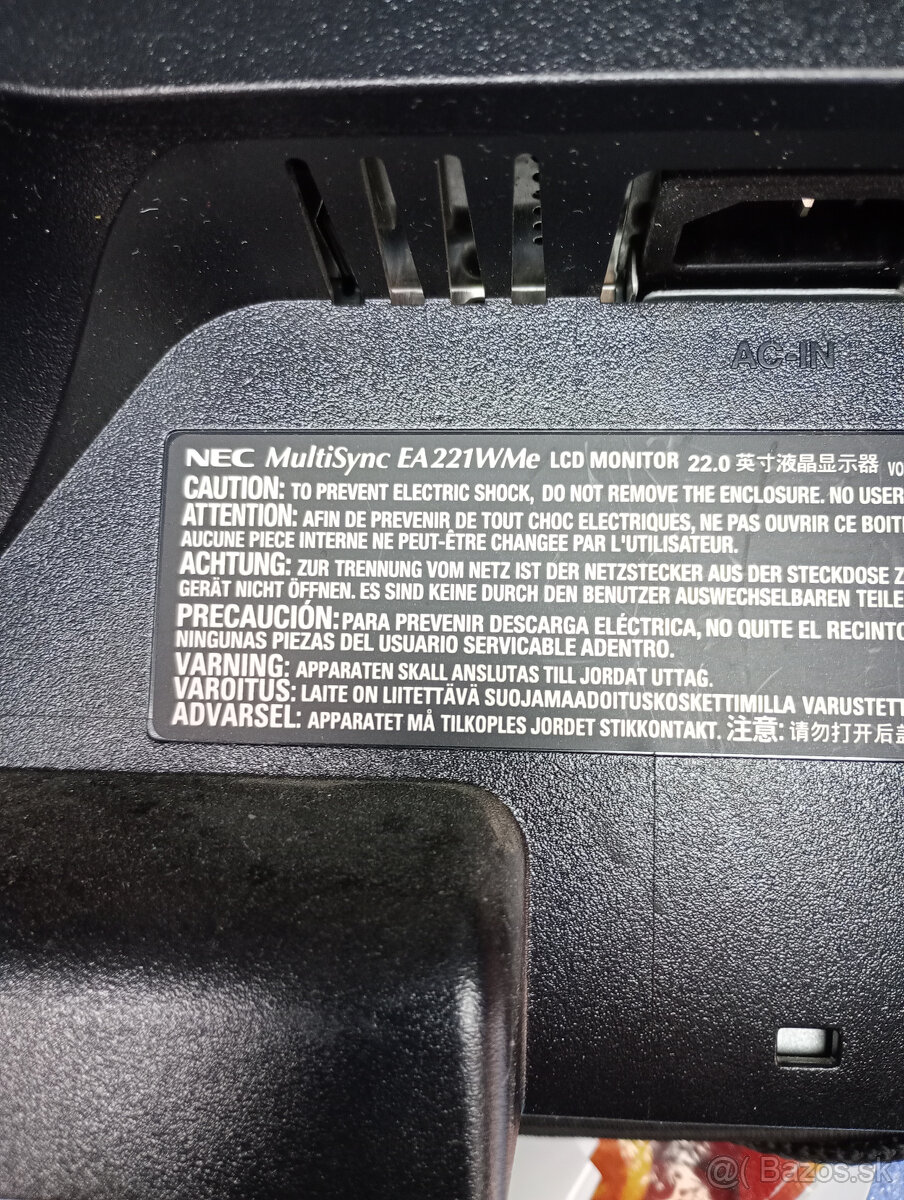 AC-IN
NEC MultiSync EA221WMe LCD MONITOR 22.0 英寸液晶显示器 VO
CAUTION: TO PREVENT ELECTRIC SHOCK, DO NOT REMOVE THE ENCLOSURE. NO USER
ATTENTION: AFIN DE PREVENIR DE TOUT CHOC ELECTRIQUES, NE PAS OUVRIR CE BOITI
AUCUNE PIECE INTERNE NE PEUT-ÊTRE CHANGEE PAR L'UTILISATEUR.
ACHTUNG: ZUR TRENNUNG VOM NETZ IST DER NETZSTECKER AUS DER STECKDOSE Z
GERÄT NICHT ÖFFNEN. ES SIND KEINE DURCH DEN BENUTZER AUSWECHSELBAREN TEILE
PRECAUCIÓN: PARA PREVENIR DESCARGA ELÉCTRICA, NO QUITE EL RECINTO
NINGUNAS PIEZAS DEL USUARIO SERVICABLE ADENTRO.
VARNING: APPARATEN SKALL ANSLUTAS TILL JORDAT UTTAG.
VAROITUS: LAITE ON LIITETTÄVÄ SUOJAMAADOITUSKOSKETTIMILLA VARUSTETT
ADVARSEL: APPARATET MÅ TILKOPLES JORDET STIKKONTAKT. 注意: 请勿打开后盖
@( Bazos.sk